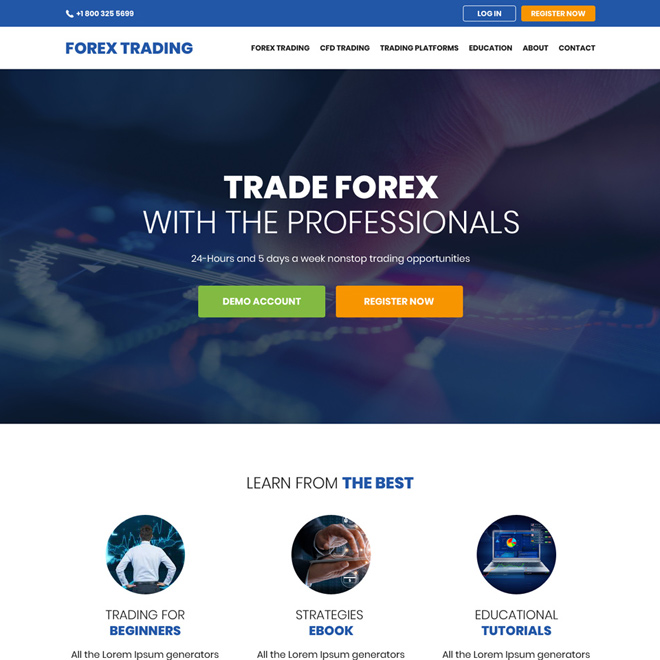 +1 800 325 5699
LOG IN
REGISTER NOW
FOREX TRADING
FOREX TRADING
CFD TRADING
TRADING PLATFORMS
EDUCATION
ABOUT
CONTACT
TRADE FOREX
WITH THE PROFESSIONALS
24-Hours and 5 days a week nonstop trading opportunities
DEMO ACCOUNT
REGISTER NOW
LEARN FROM THE BEST
TRADING FOR
BEGINNERS
All the Lorem Ipsum generators
STRATEGIES
EBOOK
All the Lorem Ipsum generators
EDUCATIONAL
TUTORIALS
All the Lorem Ipsum generators